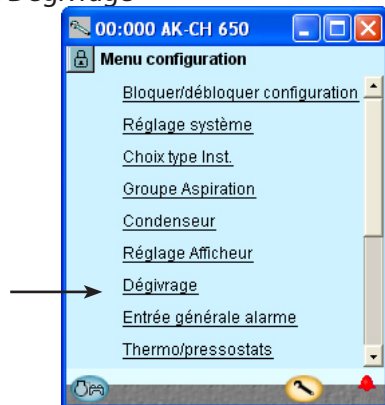 Dégivrage
00:000 AK-CH 650
Menu configuration
Bloquer/débloquer configuration
Réglage système
Choix type Inst.
Groupe Aspiration
Condenseur
Réglage Afficheur
Dégivrage
Entrée générale alarme
Thermo/pressostats